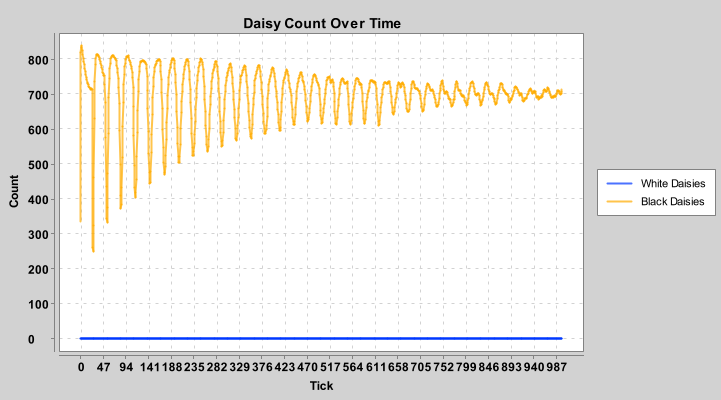 Daisy Count Over Time
Count
800
700
600
500
400
300
200
100
0
0 47 94 141 188 235 282 329 376 423 470 517 564 611 658 705 752 799 846 893 940 987
Tick
White Daisies
Black Daisies